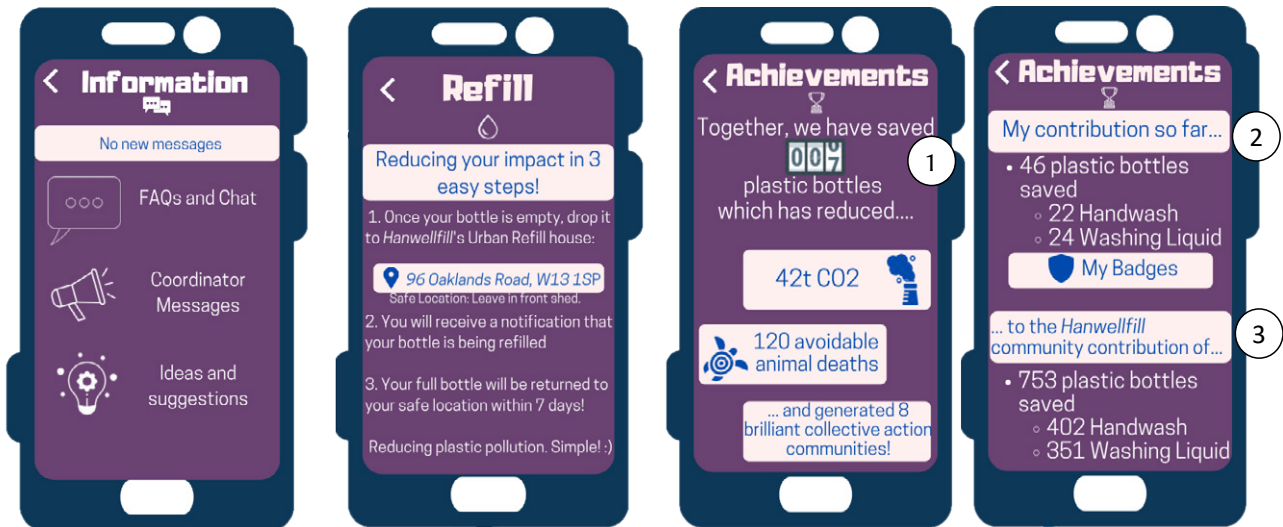 Information
No new messages
FAQs and Chat
Coordinator
Messages
Ideas and
suggestions
Refill
Reducing your impact in 3
easy steps!
1. Once your bottle is empty, drop it
to Hanwellfill's Urban Refill house:
96 Oaklands Road, W13 1SP
Safe Location: Leave in front shed.
2. You will receive a notification that
your bottle is being refilled
3. Your full bottle will be returned to
your safe location within 7 days!
Reducing plastic pollution. Simple! :)
Achievements
Together, we have saved
1
plastic bottles
which has reduced....
42t CO2
120 avoidable
animal deaths
... and generated 8
brilliant collective action
communities!
Achievements
My contribution so far...
2
• 46 plastic bottles
saved
◦ 22 Handwash
◦ 24 Washing Liquid
My Badges
... to the Hanwellfill
community contribution of...
3
• 753 plastic bottles
saved
◦ 402 Handwash
◦ 351 Washing Liquid